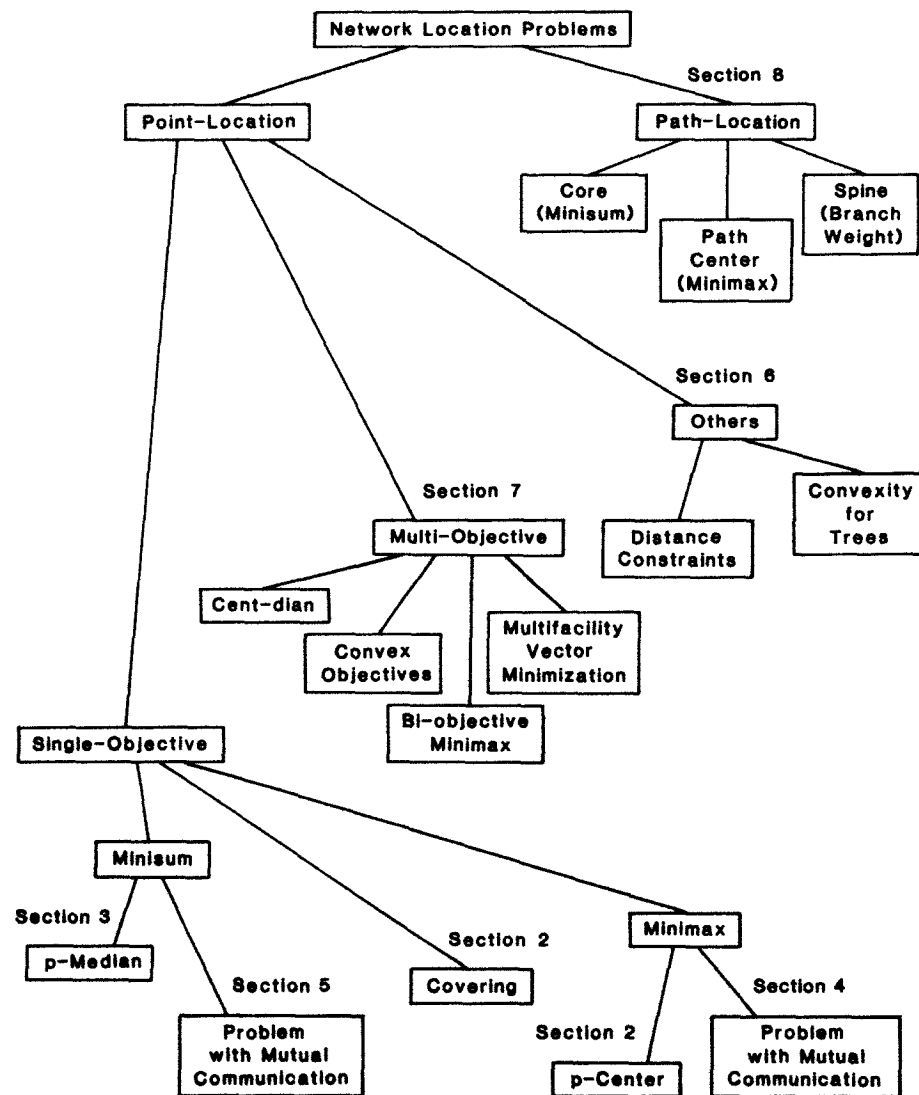 Network Location Problems
Section 8
Point-Location
Path-Location
Core
(Minisum)
Path
Center
(Minimax)
Spine
(Branch
Weight)
Section 6
Others
Distance
Constraints
Convexity
for
Trees
Section 7
Multi-Objective
Cent-dian
Convex
Objectives
Bi-objective
Minimax
Multifacility
Vector
Minimization
Single-Objective
Minisum
Section 3
p-Median
Section 5
Problem
with Mutual
Communication
Section 2
Covering
Minimax
Section 2
p-Center
Section 4
Problem
with Mutual
Communication